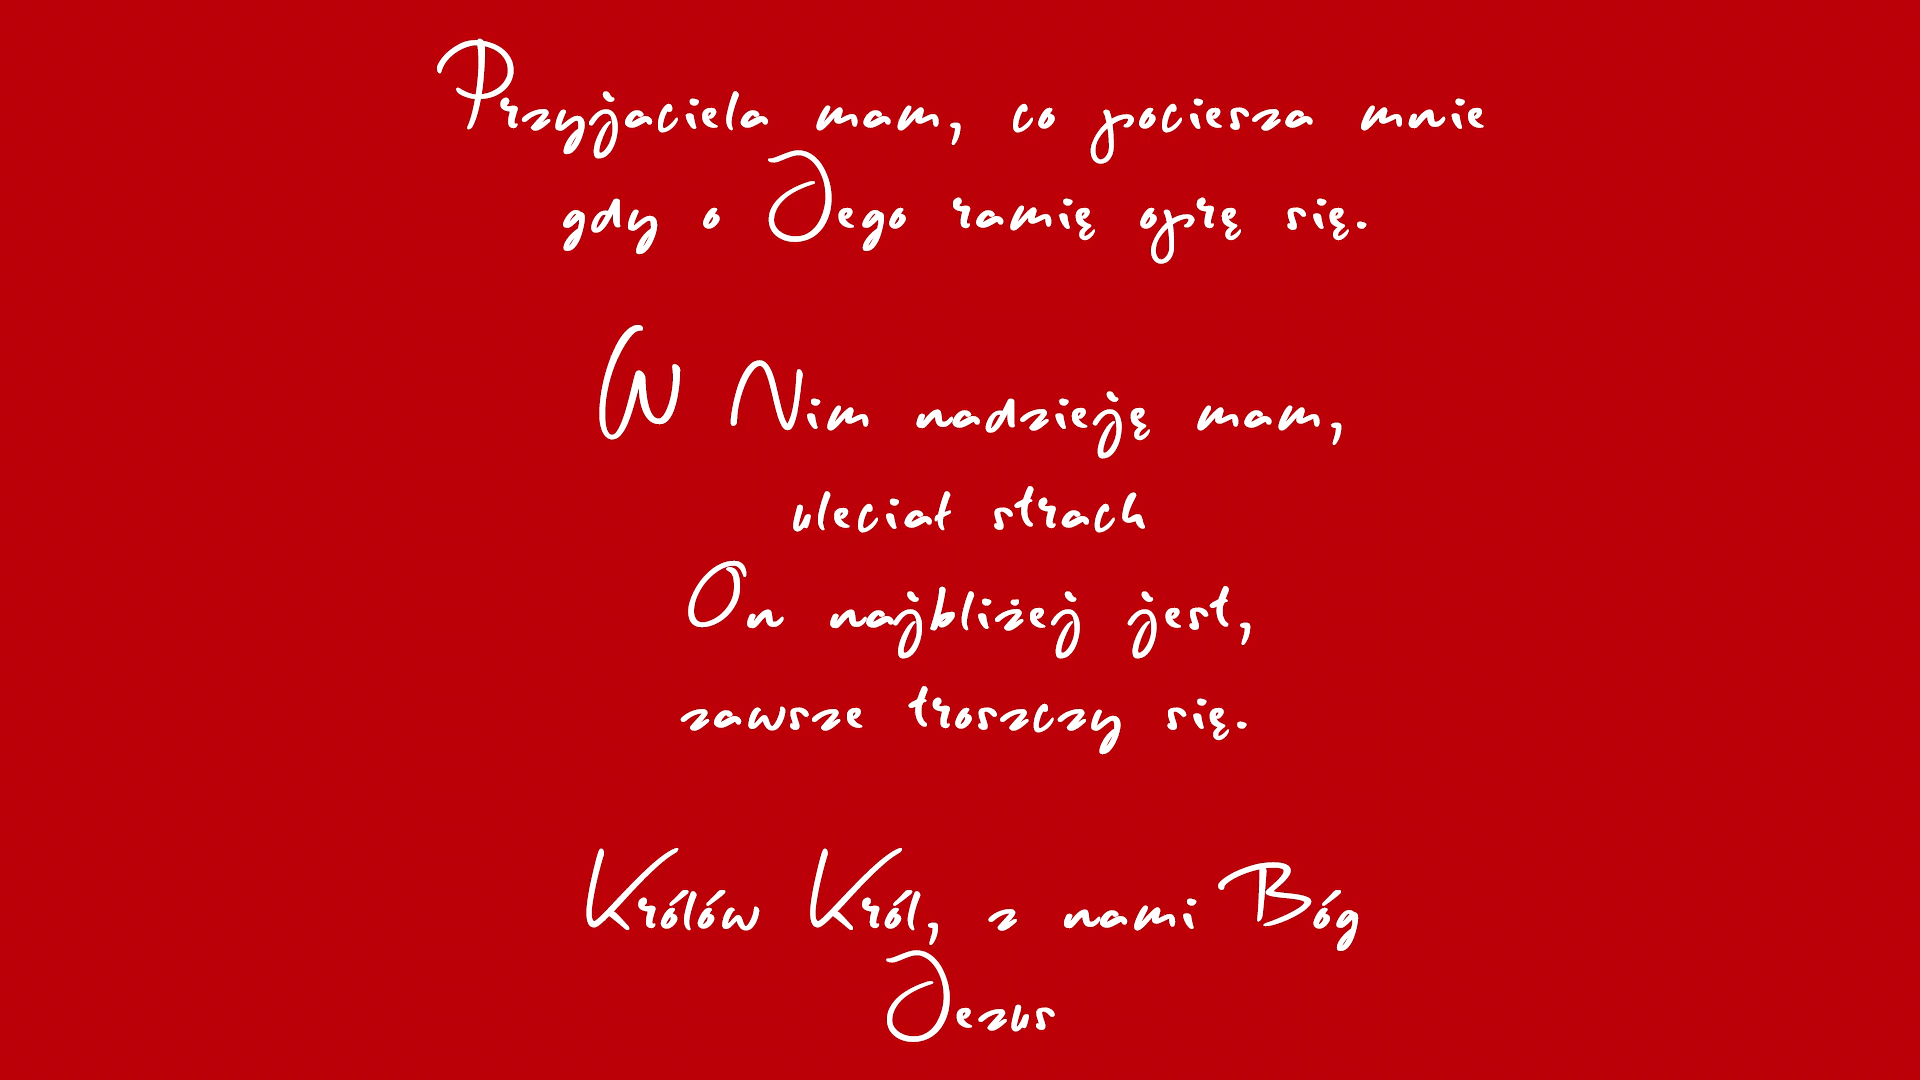 Przyjaciela mam, co pociesza mnie
gdy o Jego ramię oprę się.
W Nim nadzieję mam,
uleciał strach
On najbliżej jest,
zawsze troszczy się.
Królów Król, z nami Bóg
Jezus